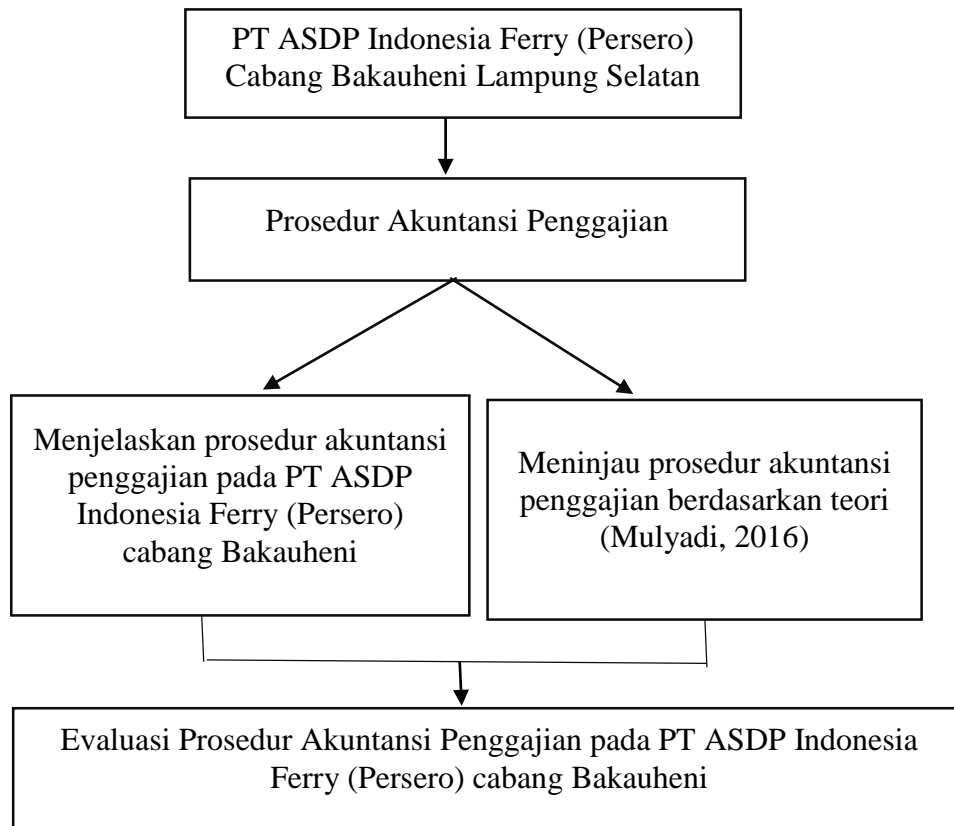 PT ASDP Indonesia Ferry (Persero)
Cabang Bakauheni Lampung Selatan
Prosedur Akuntansi Penggajian
Menjelaskan prosedur akuntansi
penggajian pada PT ASDP
Indonesia Ferry (Persero)
cabang Bakauheni
Meninjau prosedur akuntansi
penggajian berdasarkan teori
(Mulyadi, 2016)
Evaluasi Prosedur Akuntansi Penggajian pada PT ASDP Indonesia
Ferry (Persero) cabang Bakauheni